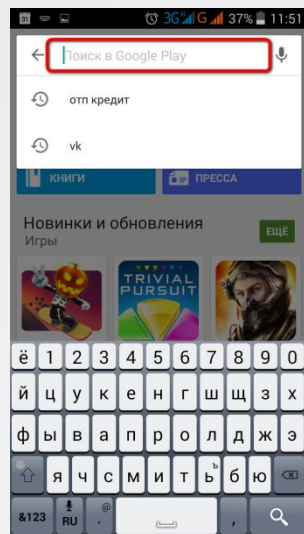 31 3G G 37% 11:51
Поиск в Google Play
отп кредит
vk
КНИГИ ПРЕССА
Новинки и обновления
ЕЩЁ
Игры
TRIVIAL
PURSUIT
ё 1 2 3 4 5 6 7 8 9 0
й ц у к е н г ш щ з х
ф ы в а п р о л д ж э
я ч с м и т ь ъ б ю
&123 RU @ . ,